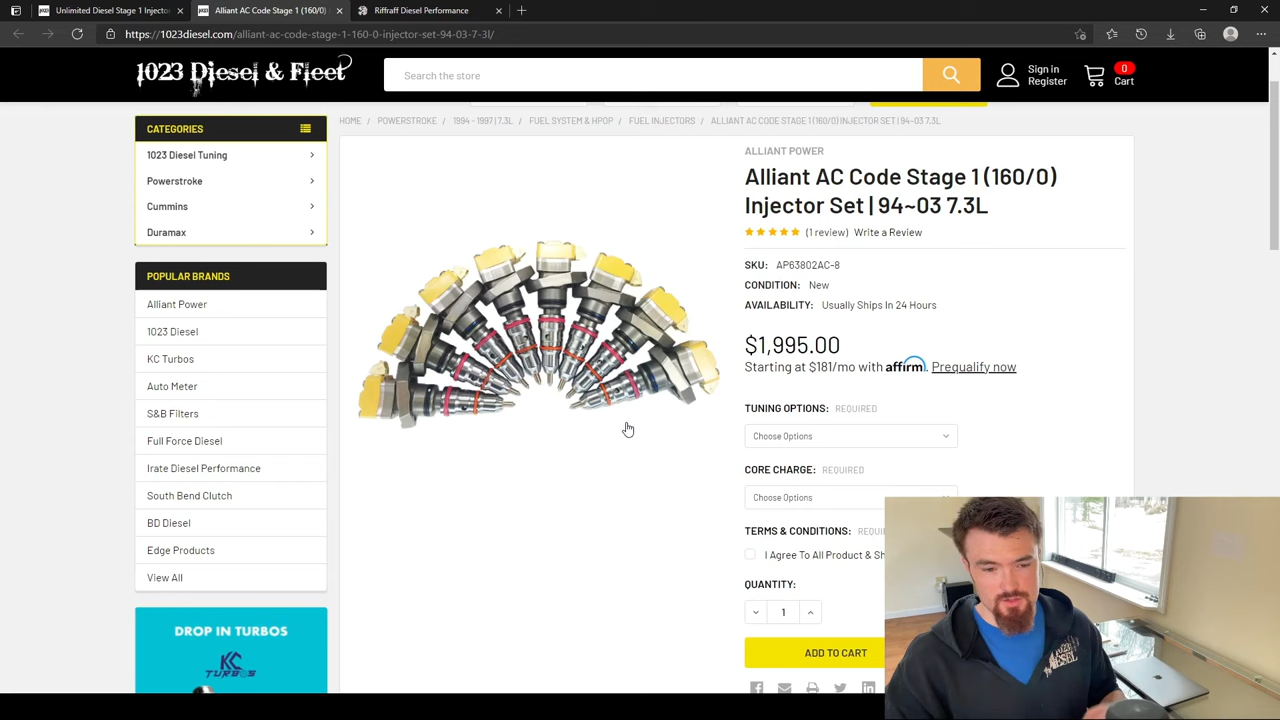 Unlimited Diesel Stage 1 Injector
Alliant AC Code Stage 1 (160/0)
Riffraff Diesel Performance
https://1023diesel.com/alliant-ac-code-stage-1-160-0-injector-set-94-03-7-3l/
1023 Diesel & Fleet
Search the store
Sign in
Register
0
Cart
CATEGORIES
1023 Diesel Tuning
Powerstroke
Cummins
Duramax
POPULAR BRANDS
Alliant Power
1023 Diesel
KC Turbos
Auto Meter
S&B Filters
Full Force Diesel
Irate Diesel Performance
South Bend Clutch
BD Diesel
Edge Products
View All
DROP IN TURBOS
KC
TURBOS
HOME
POWERSTROKE
1994 - 1997 | 7.3L
FUEL SYSTEM & HPOP
FUEL INJECTORS
ALLIANT AC CODE STAGE 1 (160/0) INJECTOR SET | 94~03 7.3L
ALLIANT POWER
Alliant AC Code Stage 1 (160/0)
Injector Set | 94~03 7.3L
(1 review) Write a Review
SKU: AP63802AC-8
CONDITION: New
AVAILABILITY: Usually Ships In 24 Hours
$1,995.00
Starting at $181/mo with affirm. Prequalify now
TUNING OPTIONS: REQUIRED
Choose Options
CORE CHARGE: REQUIRED
Choose Options
TERMS & CONDITIONS:
I Agree To All Product &
QUANTITY:
1
ADD TO CART
DIESEL